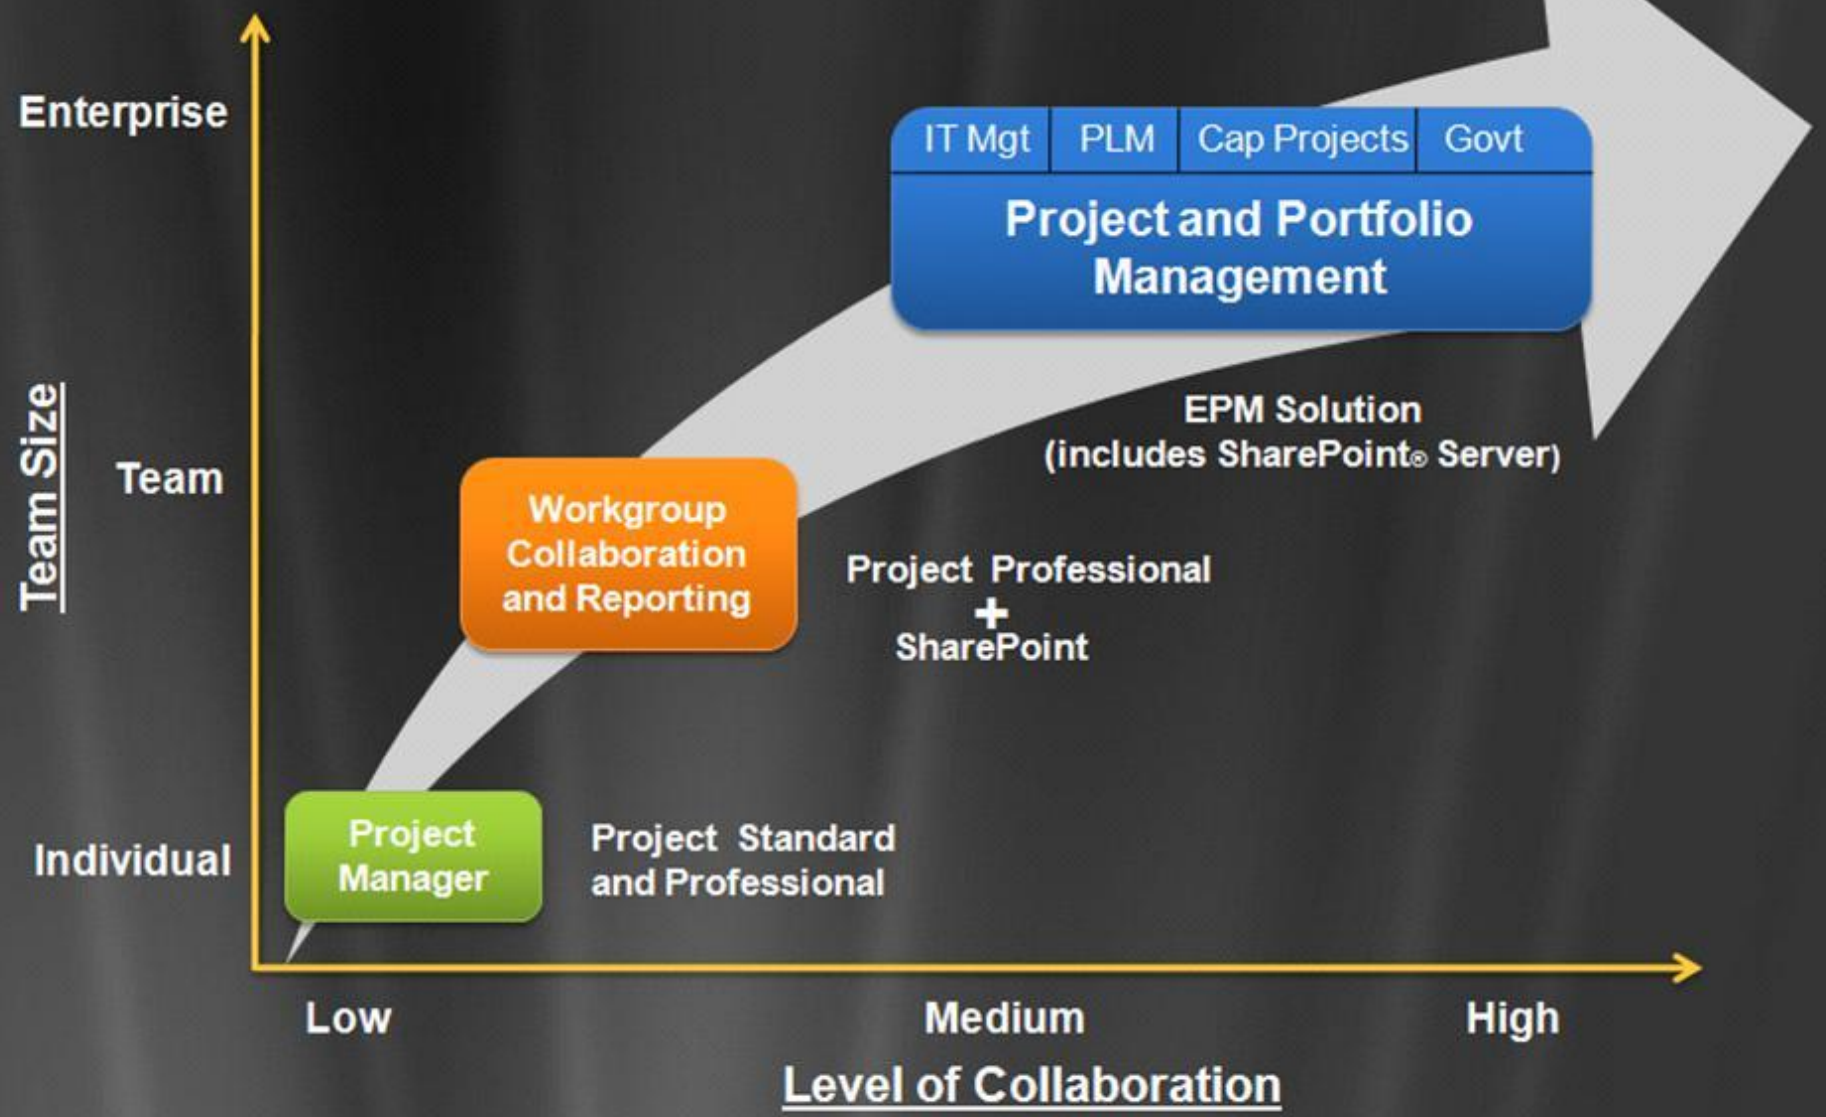 Enterprise
IT Mgt
PLM
Cap Projects
Govt
Project and Portfolio
Management
EPM Solution
(includes SharePoint® Server)
Team Size
Team
Workgroup
Collaboration
and Reporting
Project Professional
+
SharePoint
Individual
Project
Manager
Project Standard
and Professional
Low
Medium
High
Level of Collaboration